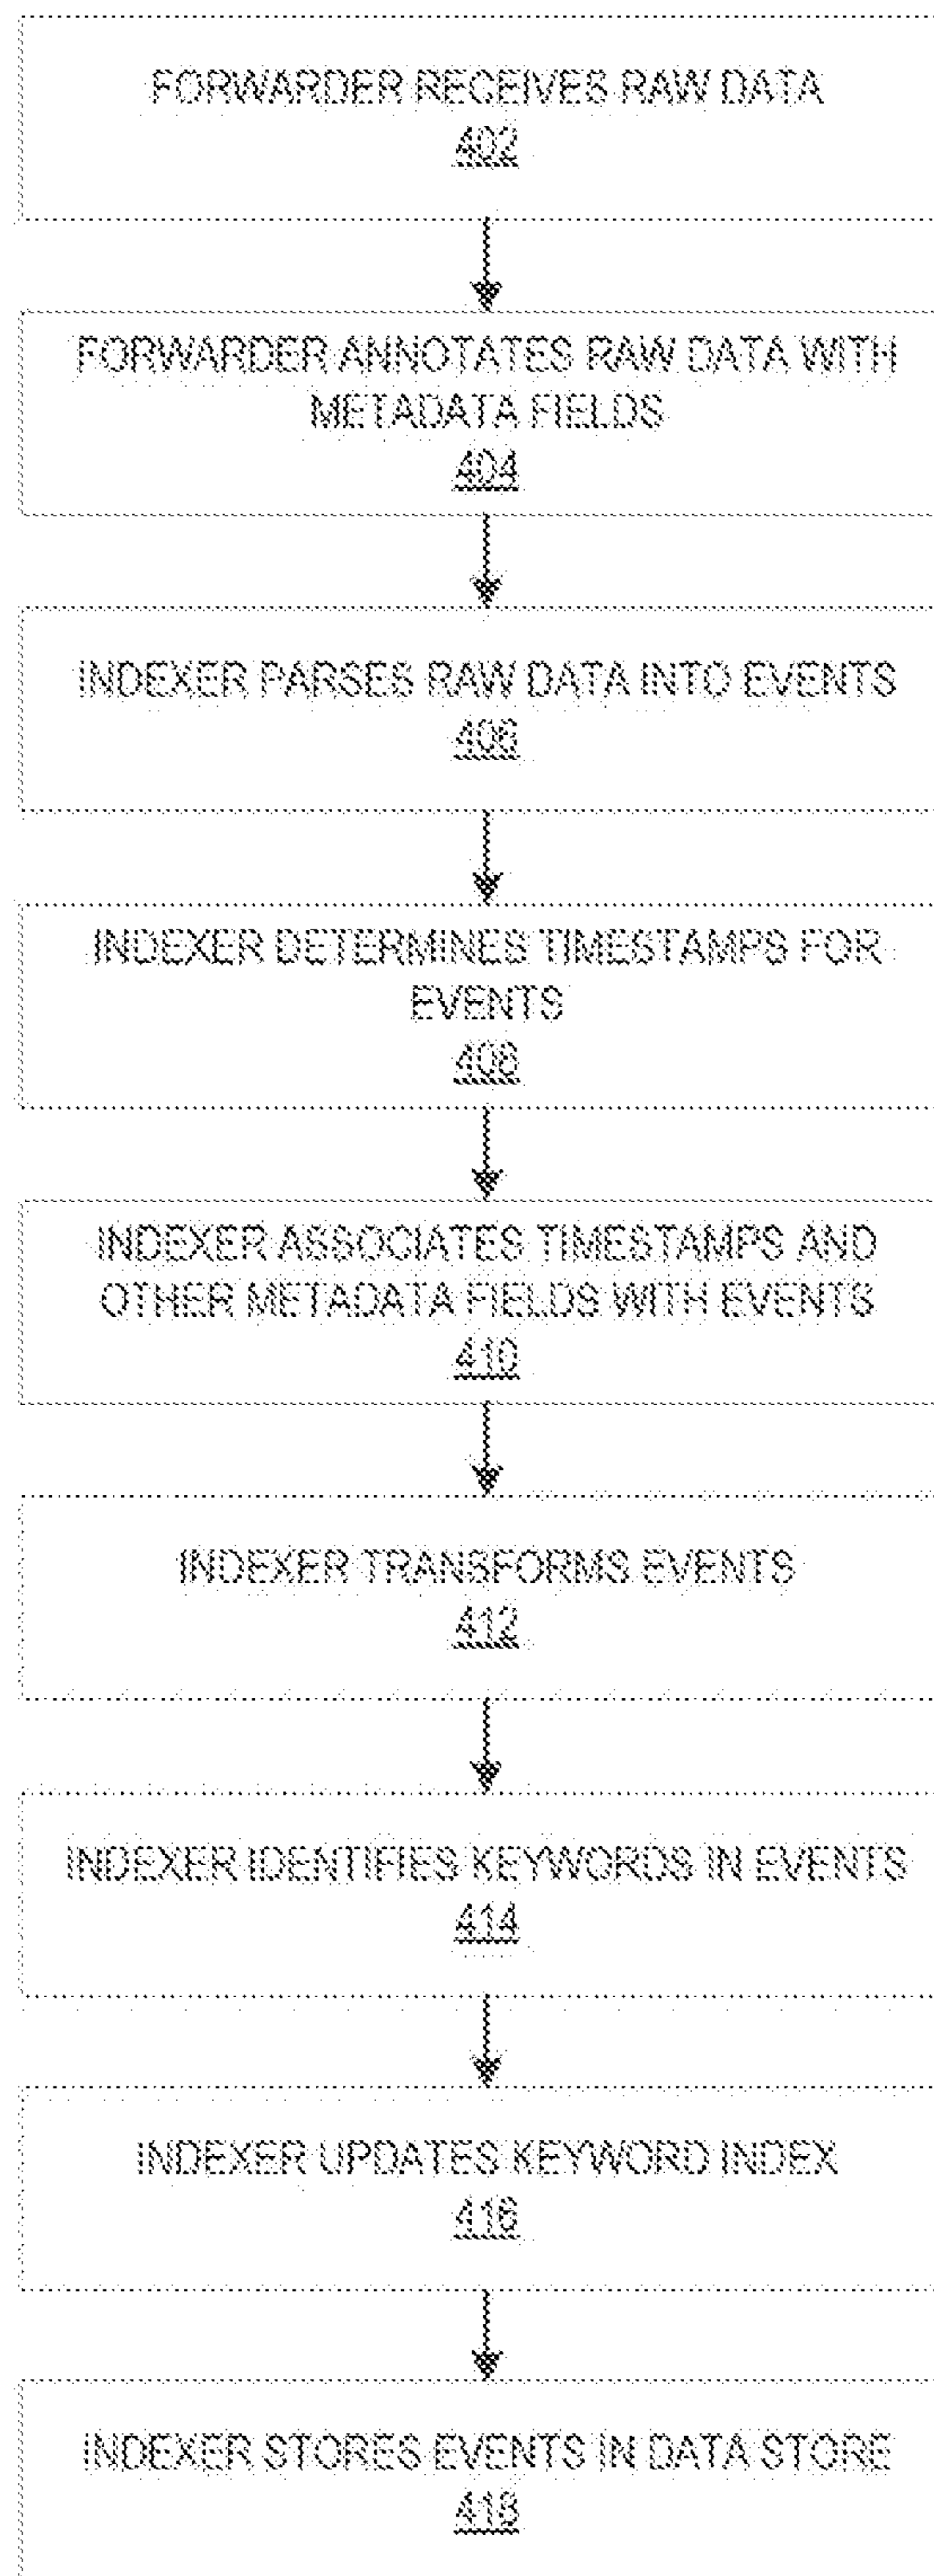 FORWARDER RECEIVES RAW DATA
402
FORWARDER ANNOTATES RAW DATA WITH
METADATA FIELDS
404
INDEXER PARSES RAW DATA INTO EVENTS
406
INDEXER DETERMINES TIMESTAMPS FOR
EVENTS
408
INDEXER ASSOCIATES TIMESTAMPS AND
OTHER METADATA FIELDS WITH EVENTS
410
INDEXER TRANSFORMS EVENTS
412
INDEXER IDENTIFIES KEYWORDS IN EVENTS
414
INDEXER UPDATES KEYWORD INDEX
416
INDEXER STORES EVENTS IN DATA STORE
418